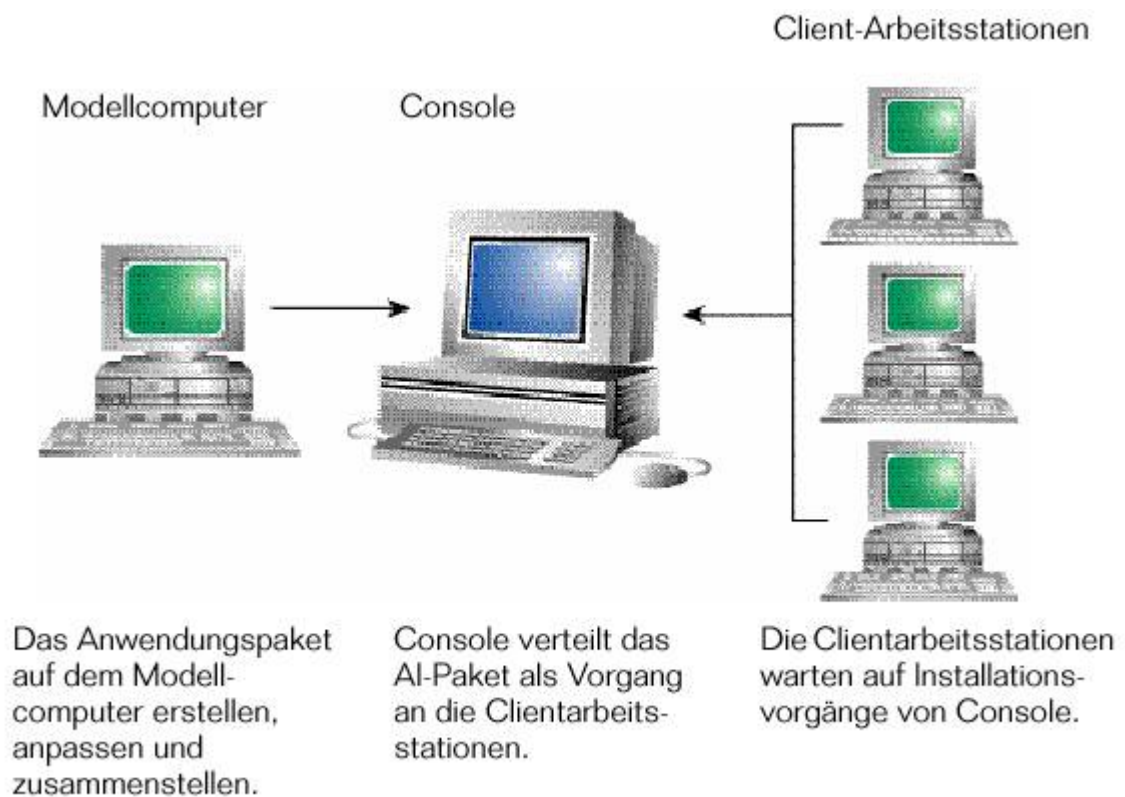 Client-Arbeitsstationen
Modellcomputer
Console
Das Anwendungspaket
auf dem Modell-
computer erstellen,
anpassen und
zusammenstellen.
Console verteilt das
AI-Paket als Vorgang
an die Clientarbeits-
stationen.
Die Clientarbeitsstationen
warten auf Installations-
vorgänge von Console.